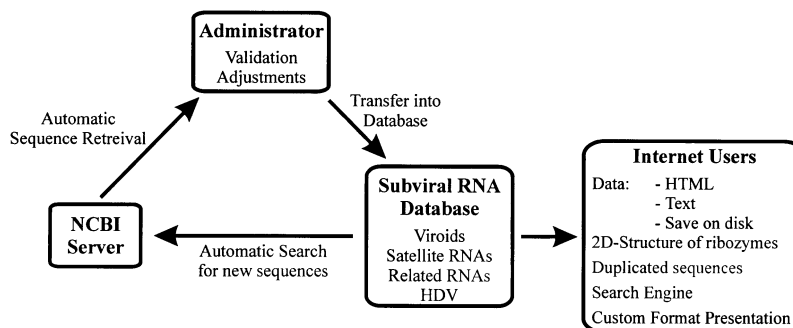 Administrator
Validation
Adjustments
Automatic
Sequence Retreival
Transfer into
Database
NCBI
Server
Automatic Search
for new sequences
Subviral RNA
Database
Viroids
Satellite RNAs
Related RNAs
HDV
Internet Users
Data: - HTML
- Text
- Save on disk
2D-Structure of ribozymes
Duplicated sequences
Search Engine
Custom Format Presentation